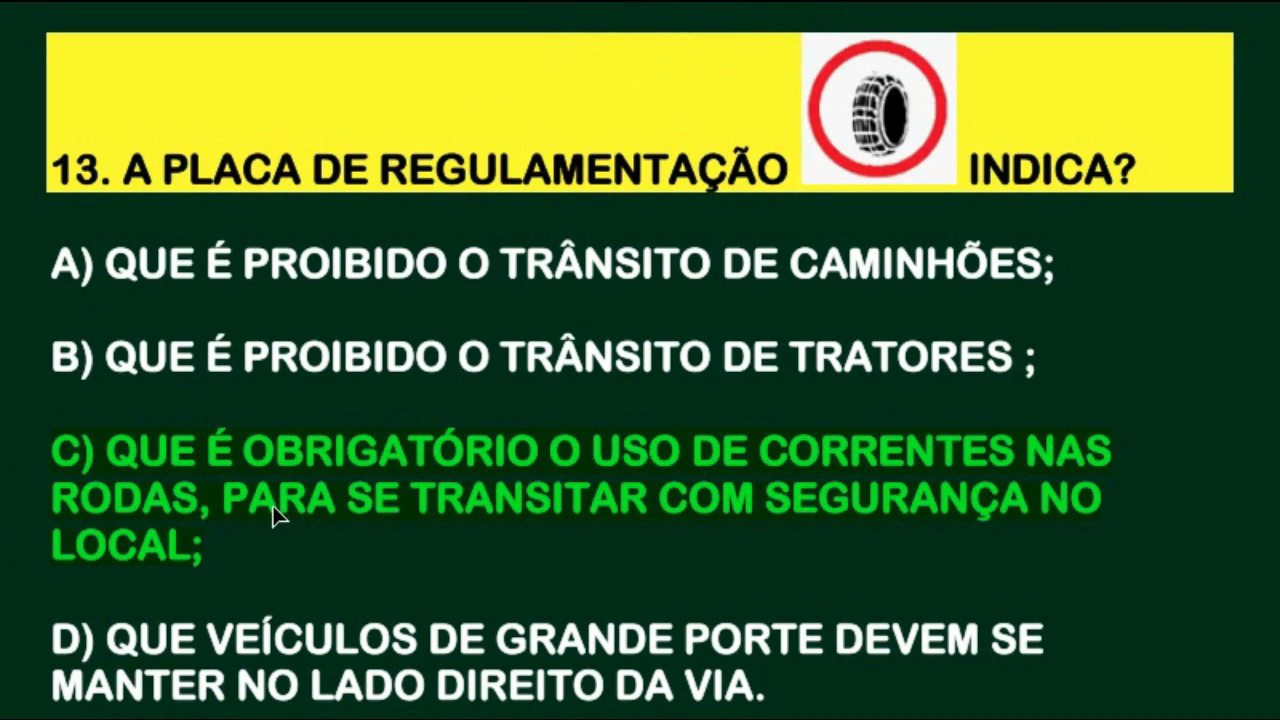 13. A PLACA DE REGULAMENTAÇÃO INDICA?
A) QUE É PROIBIDO O TRÂNSITO DE CAMINHÕES;
B) QUE É PROIBIDO O TRÂNSITO DE TRATORES ;
C) QUE É OBRIGATÓRIO O USO DE CORRENTES NAS
RODAS, PARA SE TRANSITAR COM SEGURANÇA NO
LOCAL;
D) QUE VEÍCULOS DE GRANDE PORTE DEVEM SE
MANTER NO LADO DIREITO DA VIA.